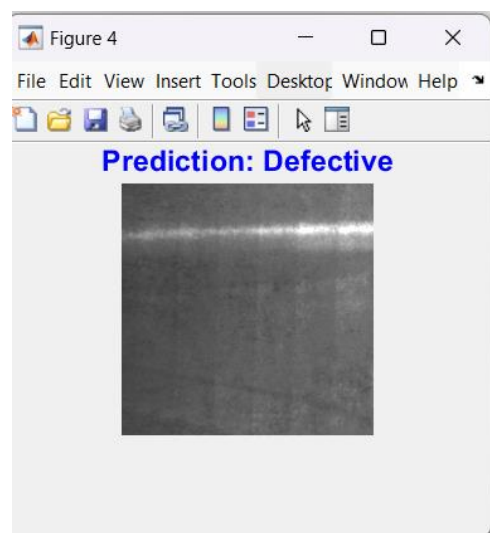 Figure 4
File Edit View Insert Tools Desktop Window Help
Prediction: Defective